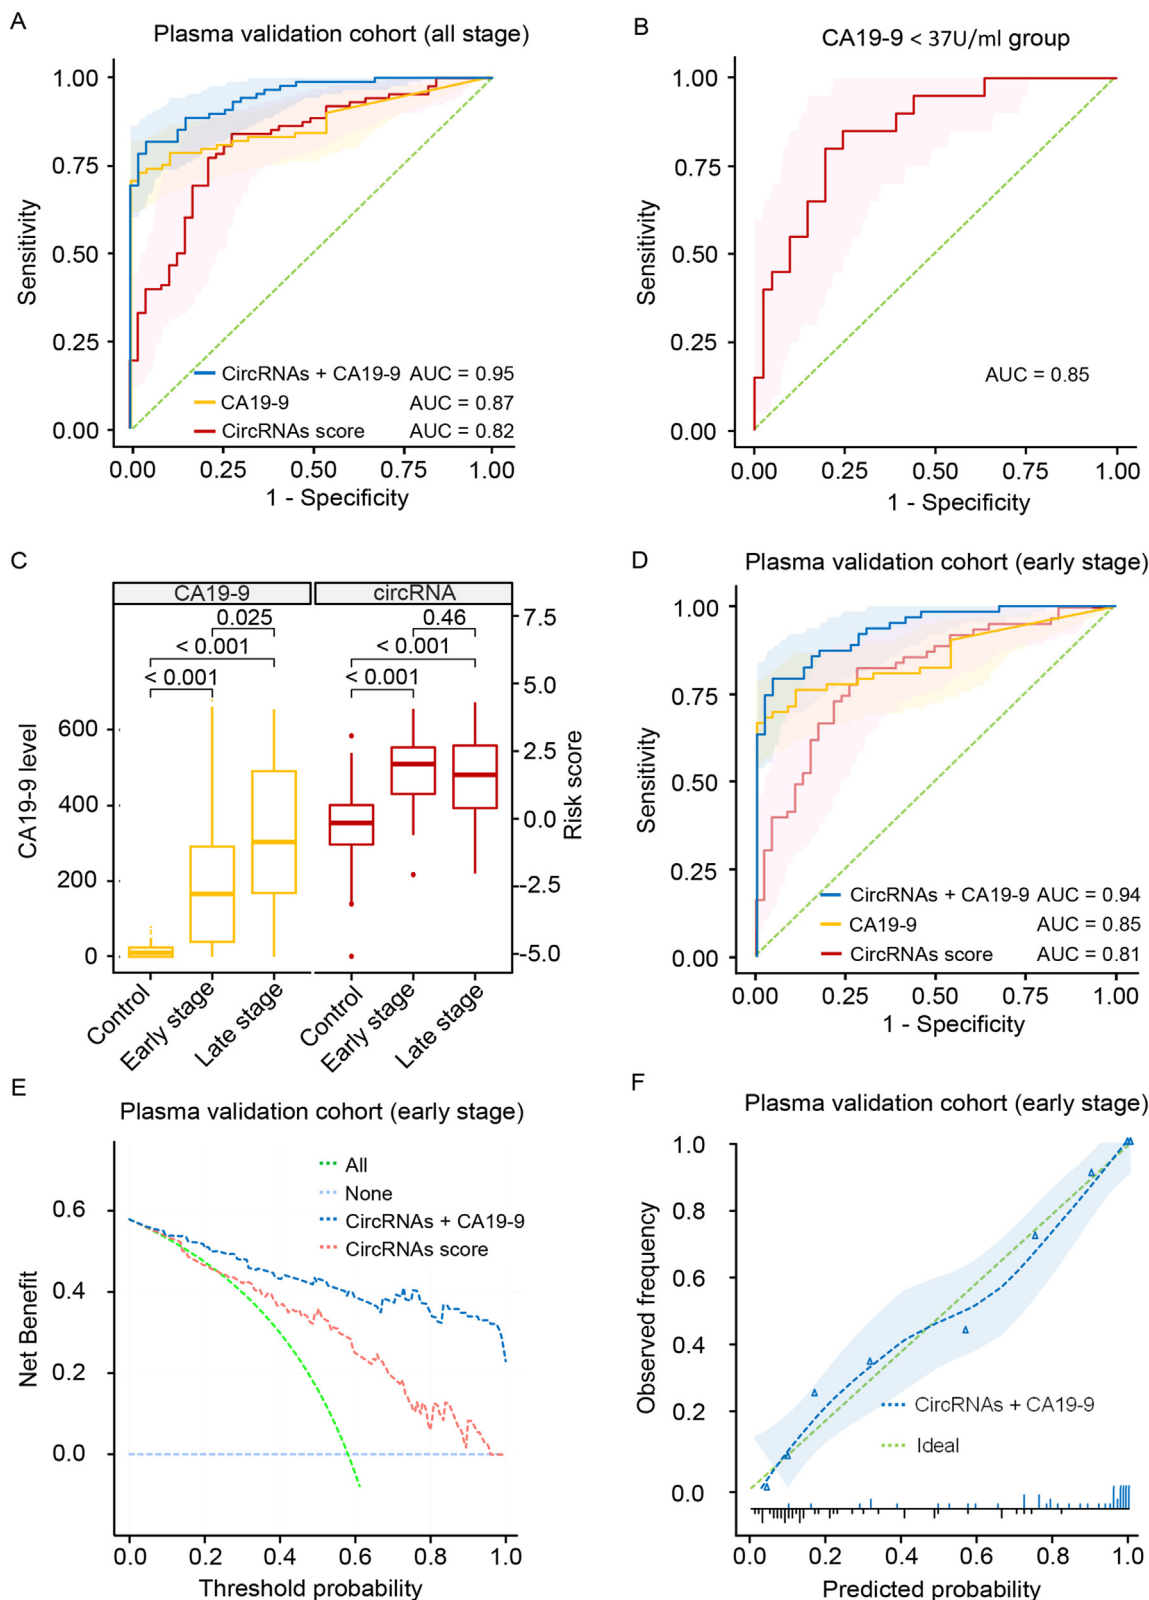 A
Plasma validation cohort (all stage)
1.00
0.75
0.50
0.25
0.00
Sensitivity
CircRNAs + CA19-9 AUC = 0.95
CA19-9 AUC = 0.87
CircRNAs score AUC = 0.82
0.00 0.25 0.50 0.75 1.00
1 - Specificity
B
CA19-9 < 37U/ml group
1.00
0.75
0.50
0.25
0.00
Sensitivity
AUC = 0.85
0.00 0.25 0.50 0.75 1.00
1 - Specificity
C
CA19-9 circRNA
0.025 0.46
< 0.001 < 0.001
< 0.001 < 0.001
600
400
200
0
CA19-9 level
7.5
5.0
2.5
0.0
-2.5
-5.0
Risk score
Control Early stage Late stage Control Early stage Late stage
D
Plasma validation cohort (early stage)
1.00
0.75
0.50
0.25
0.00
Sensitivity
CircRNAs + CA19-9 AUC = 0.94
CA19-9 AUC = 0.85
CircRNAs score AUC = 0.81
0.00 0.25 0.50 0.75 1.00
1 - Specificity
E
Plasma validation cohort (early stage)
All
None
CircRNAs + CA19-9
CircRNAs score
0.6
0.4
0.2
0.0
Net Benefit
0.0 0.2 0.4 0.6 0.8 1.0
Threshold probability
F
Plasma validation cohort (early stage)
1.0
0.8
0.6
0.4
0.2
0.0
Observed frequency
CircRNAs + CA19-9
Ideal
0.0 0.2 0.4 0.6 0.8 1.0
Predicted probability